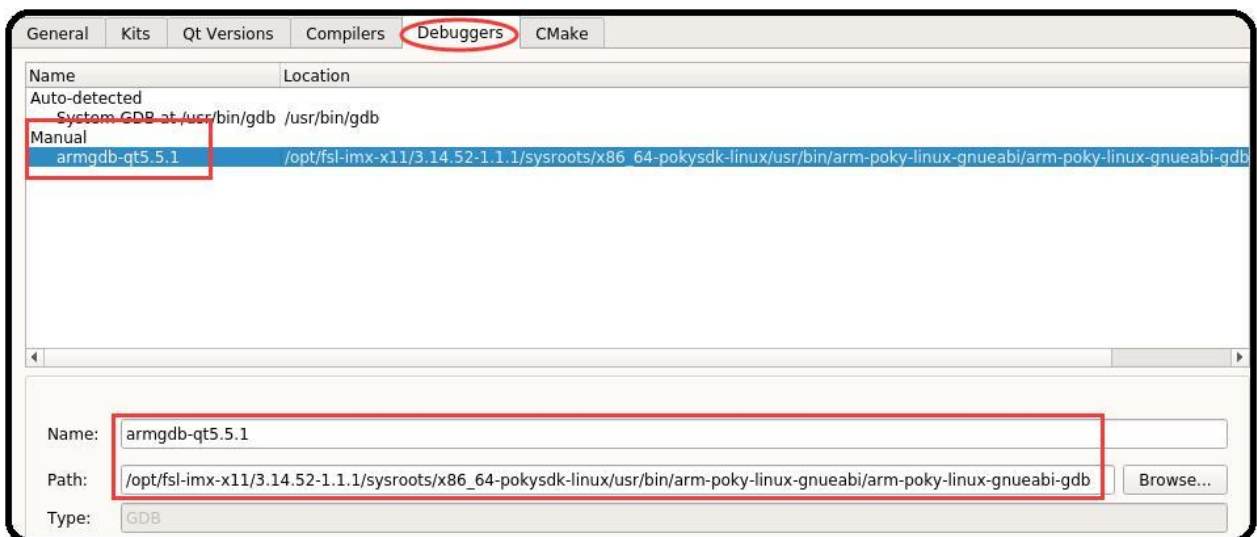 General Kits Qt Versions Compilers Debuggers CMake
Name Location
Auto-detected
System GDB at /usr/bin/gdb /usr/bin/gdb
Manual
armgdb-qt5.5.1 /opt/fsl-imx-x11/3.14.52-1.1.1/sysroots/x86_64-pokysdk-linux/usr/bin/arm-poky-linux-gnueabi/arm-poky-linux-gnueabi-gdb
Name: armgdb-qt5.5.1
Path: /opt/fsl-imx-x11/3.14.52-1.1.1/sysroots/x86_64-pokysdk-linux/usr/bin/arm-poky-linux-gnueabi/arm-poky-linux-gnueabi-gdb Browse...
Type: GDB